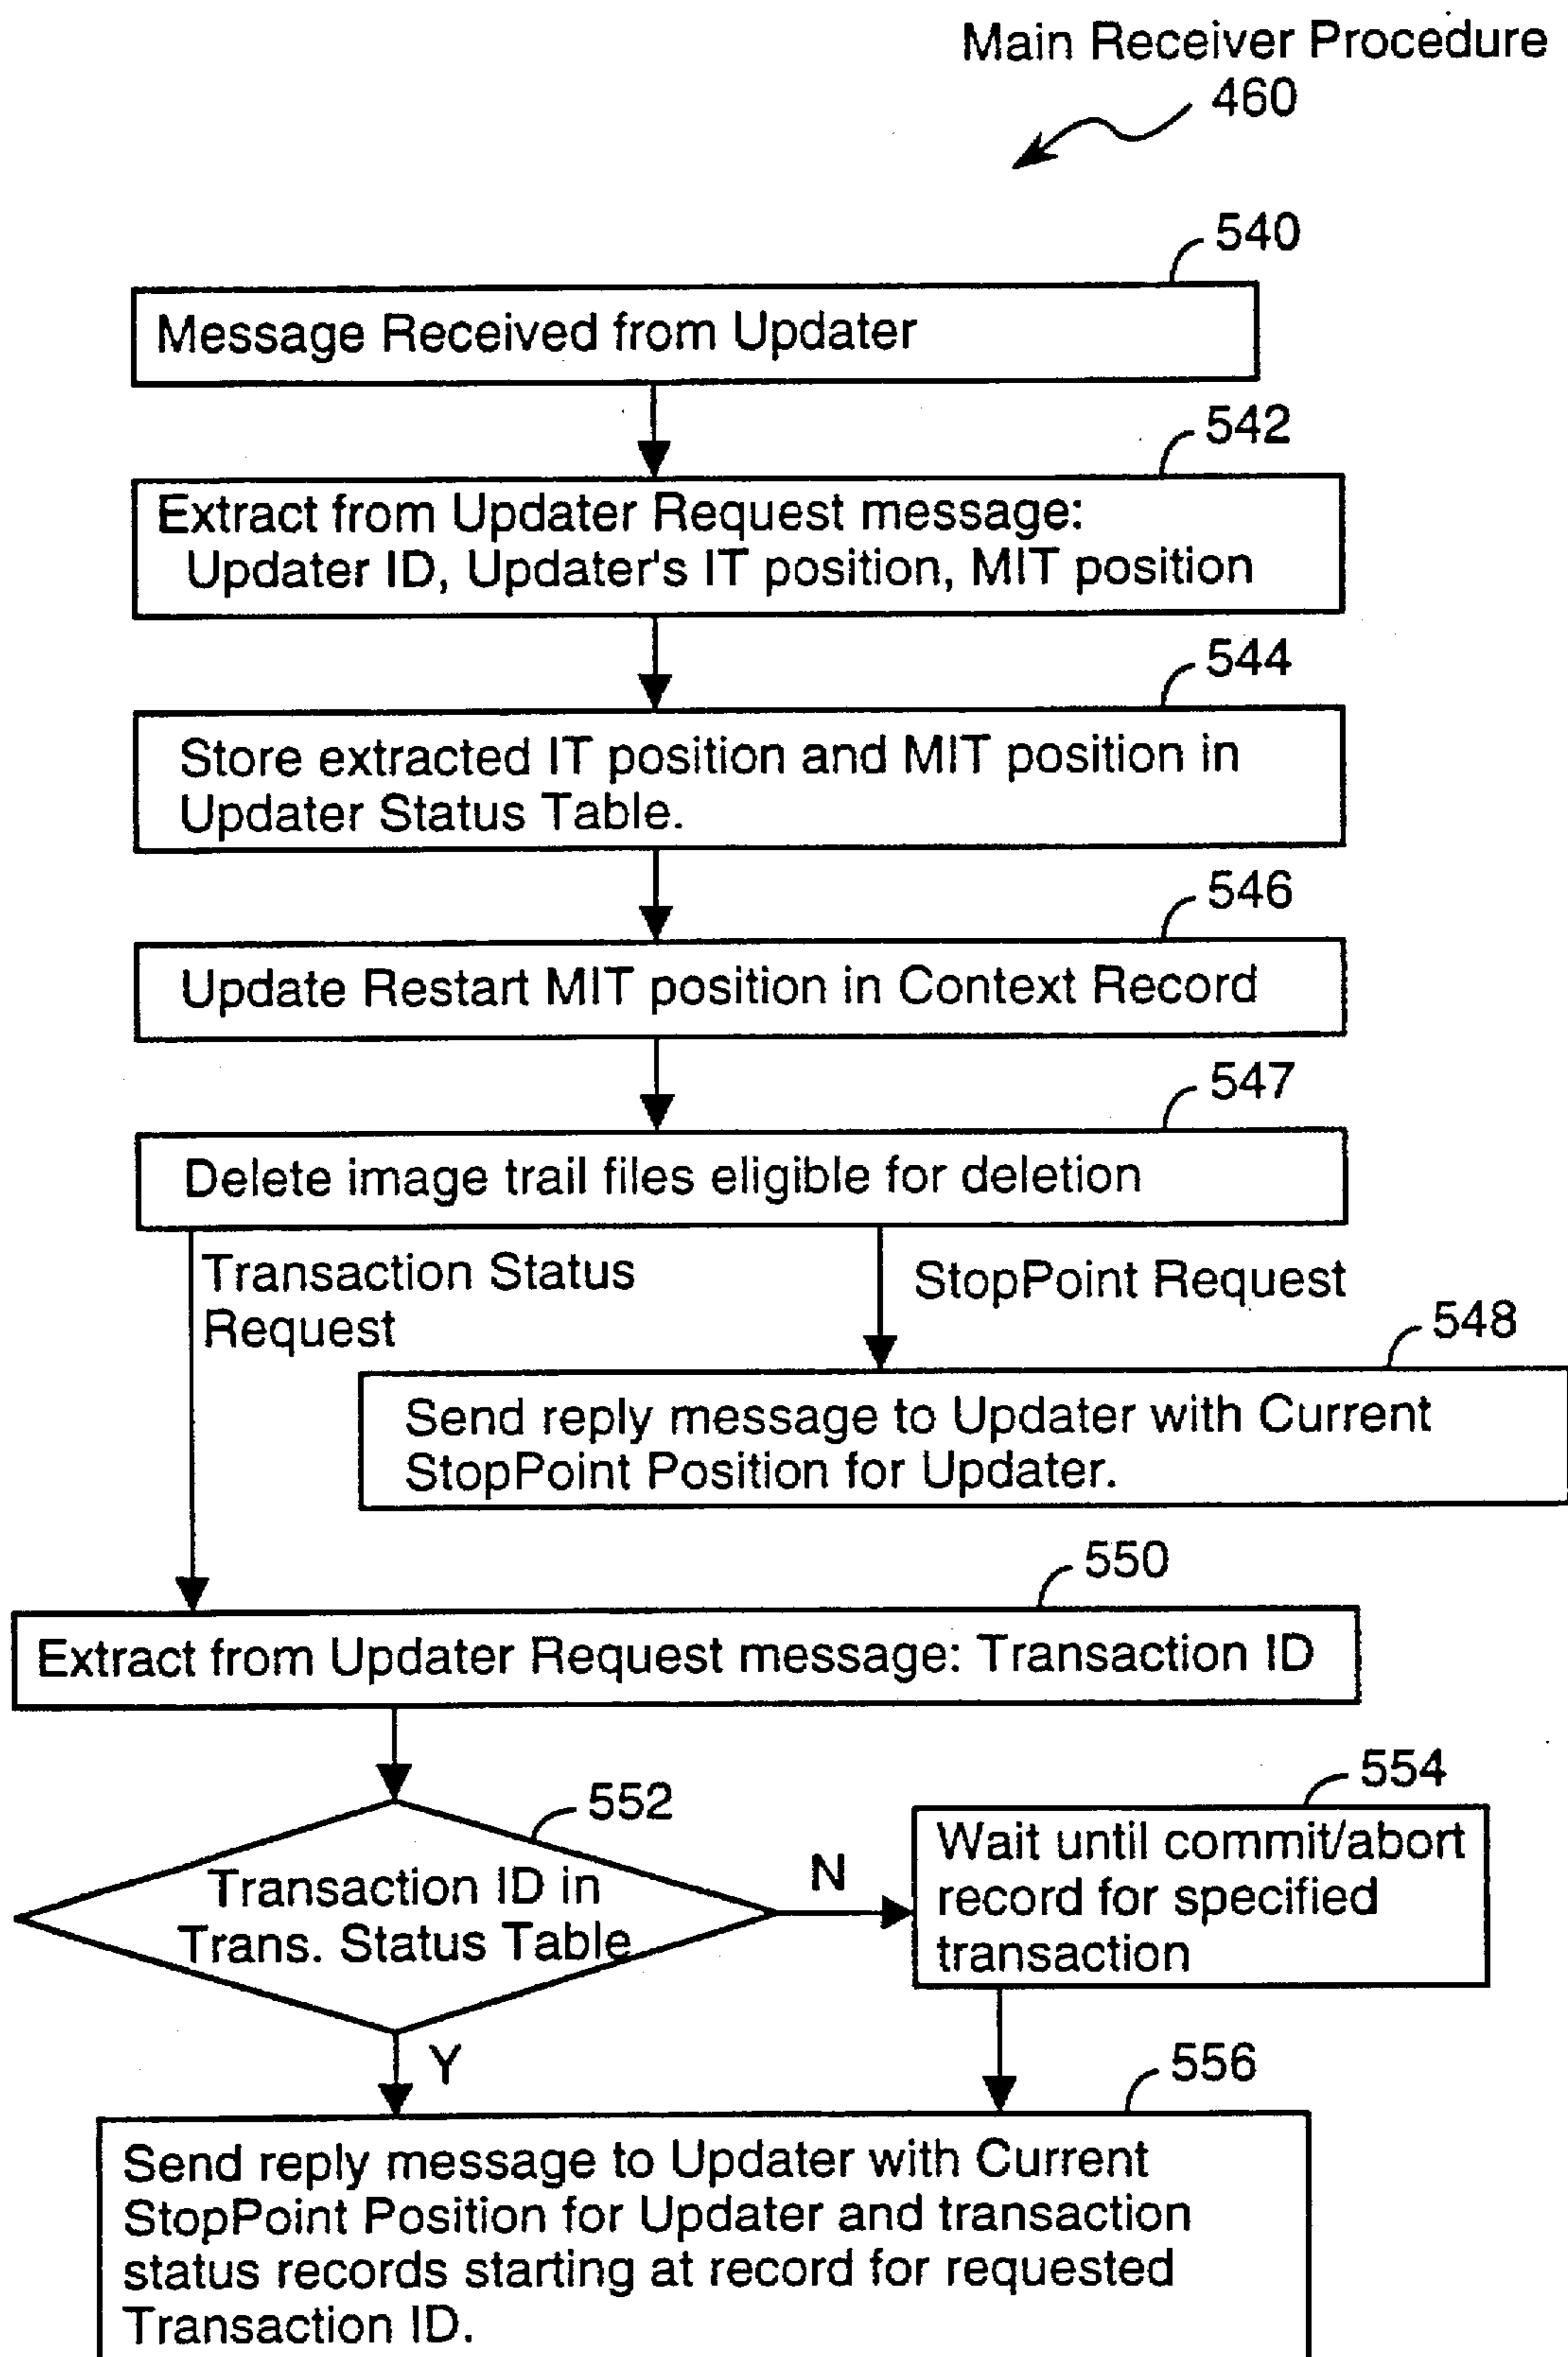 Main Receiver Procedure
460
540
Message Received from Updater
542
Extract from Updater Request message:
Updater ID, Updater's IT position, MIT position
544
Store extracted IT position and MIT position in
Updater Status Table.
546
Update Restart MIT position in Context Record
547
Delete image trail files eligible for deletion
Transaction Status
Request
StopPoint Request
548
Send reply message to Updater with Current
StopPoint Position for Updater.
550
Extract from Updater Request message: Transaction ID
552
Transaction ID in
Trans. Status Table
N
554
Wait until commit/abort
record for specified
transaction
Y
556
Send reply message to Updater with Current
StopPoint Position for Updater and transaction
status records starting at record for requested
Transaction ID.